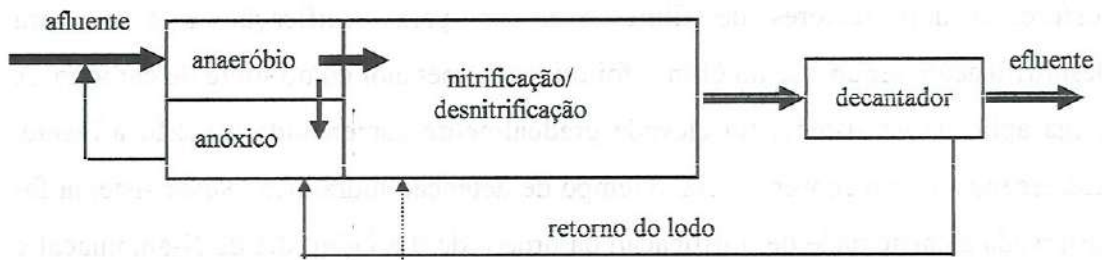 afluente
anaeróbio
anóxico
nitrificação/
desnitrificação
decantador
efluente
retorno do lodo